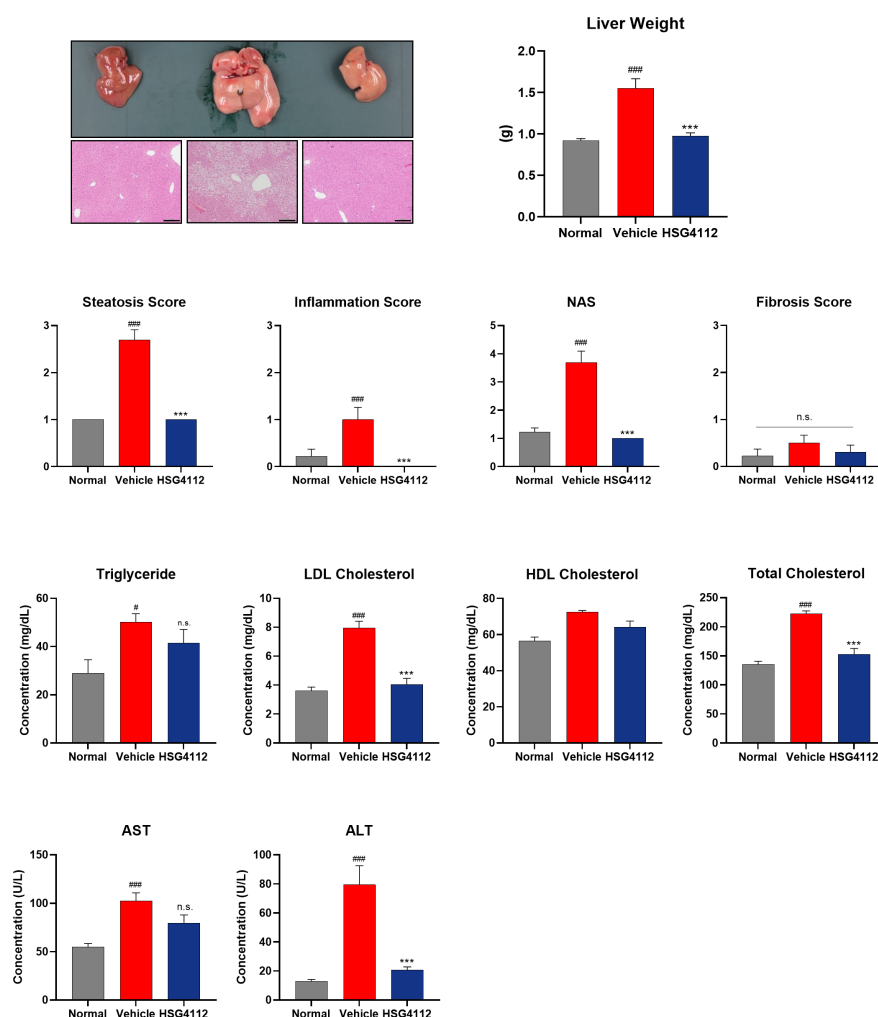 Liver Weight
(g)
2.0
1.5
1.0
0.5
0.0
###
***
Normal Vehicle HSG4112
Steatosis Score
3
2
1
0
###
***
Normal Vehicle HSG4112
Inflammation Score
3
2
1
0
###
***
Normal Vehicle HSG4112
NAS
5
4
3
2
1
0
###
***
Normal Vehicle HSG4112
Fibrosis Score
3
2
1
0
n.s.
Normal Vehicle HSG4112
Triglyceride
Concentration (mg/dL)
60
40
20
0
#
n.s.
Normal Vehicle HSG4112
LDL Cholesterol
Concentration (mg/dL)
8
6
4
2
0
###
***
Normal Vehicle HSG4112
HDL Cholesterol
Concentration (mg/dL)
80
60
40
20
0
Normal Vehicle HSG4112
Total Cholesterol
Concentration (mg/dL)
250
200
150
100
50
0
###
***
Normal Vehicle HSG4112
AST
Concentration (U/L)
150
100
50
0
###
n.s.
Normal Vehicle HSG4112
ALT
Concentration (U/L)
100
80
60
40
20
0
###
***
Normal Vehicle HSG4112